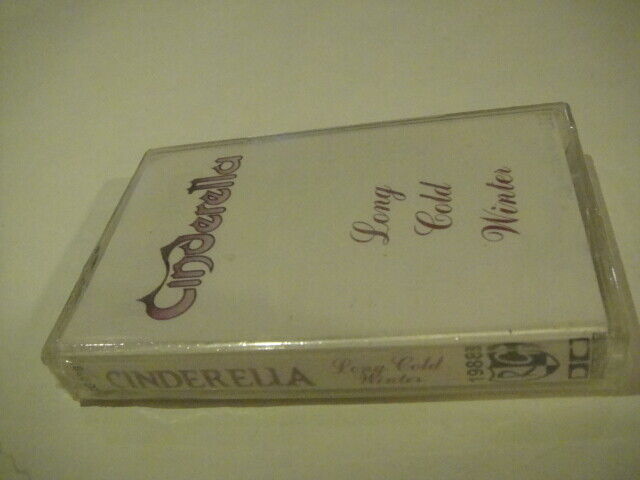 Cinderella
Long
Cold
Winter
CINDERELLA
Long Cold
Winter
1988